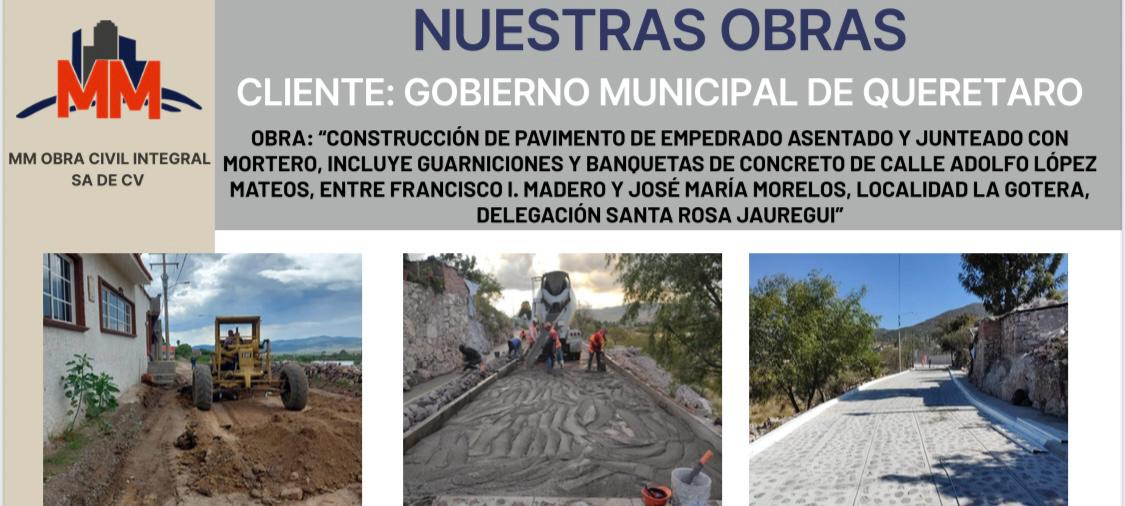 NUESTRAS OBRAS
CLIENTE: GOBIERNO MUNICIPAL DE QUERETARO
OBRA: “CONSTRUCCIÓN DE PAVIMENTO DE EMPEDRADO ASENTADO Y JUNTEADO CON
MORTERO, INCLUYE GUARNICIONES Y BANQUETAS DE CONCRETO DE CALLE ADOLFO LÓPEZ
MATEOS, ENTRE FRANCISCO I. MADERO Y JOSÉ MARÍA MORELOS, LOCALIDAD LA GOTERA,
DELEGACIÓN SANTA ROSA JAUREGUI”
MM
MM OBRA CIVIL INTEGRAL
SA DE CV